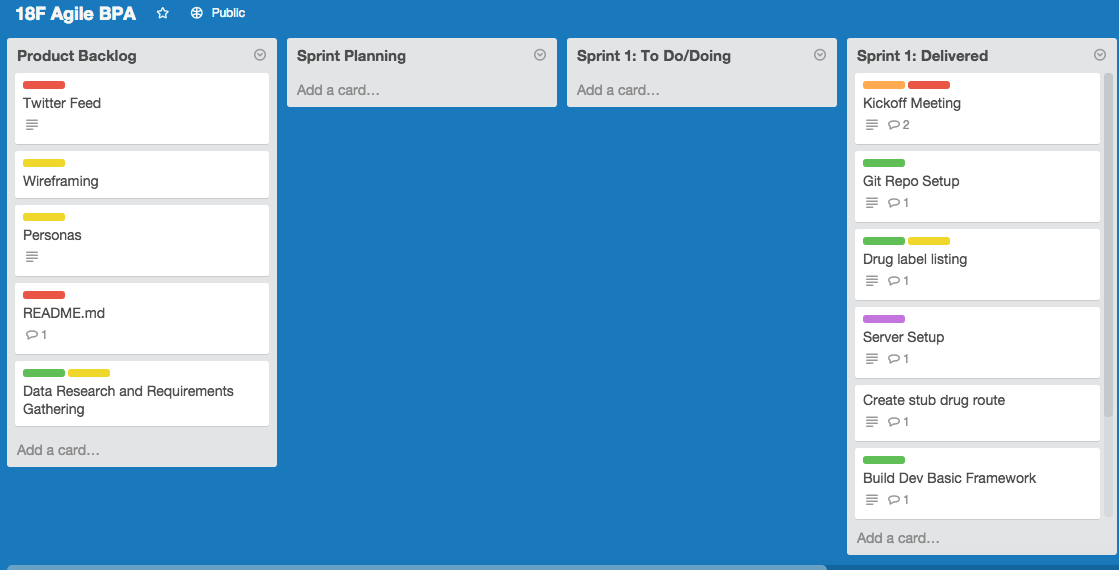 18F Agile BPA Public
Product Backlog
Twitter Feed
Wireframing
Personas
README.md
1
Data Research and Requirements
Gathering
Add a card…
Sprint Planning
Add a card…
Sprint 1: To Do/Doing
Add a card…
Sprint 1: Delivered
Kickoff Meeting
2
Git Repo Setup
1
Drug label listing
1
Server Setup
1
Create stub drug route
1
Build Dev Basic Framework
1
Add a card…